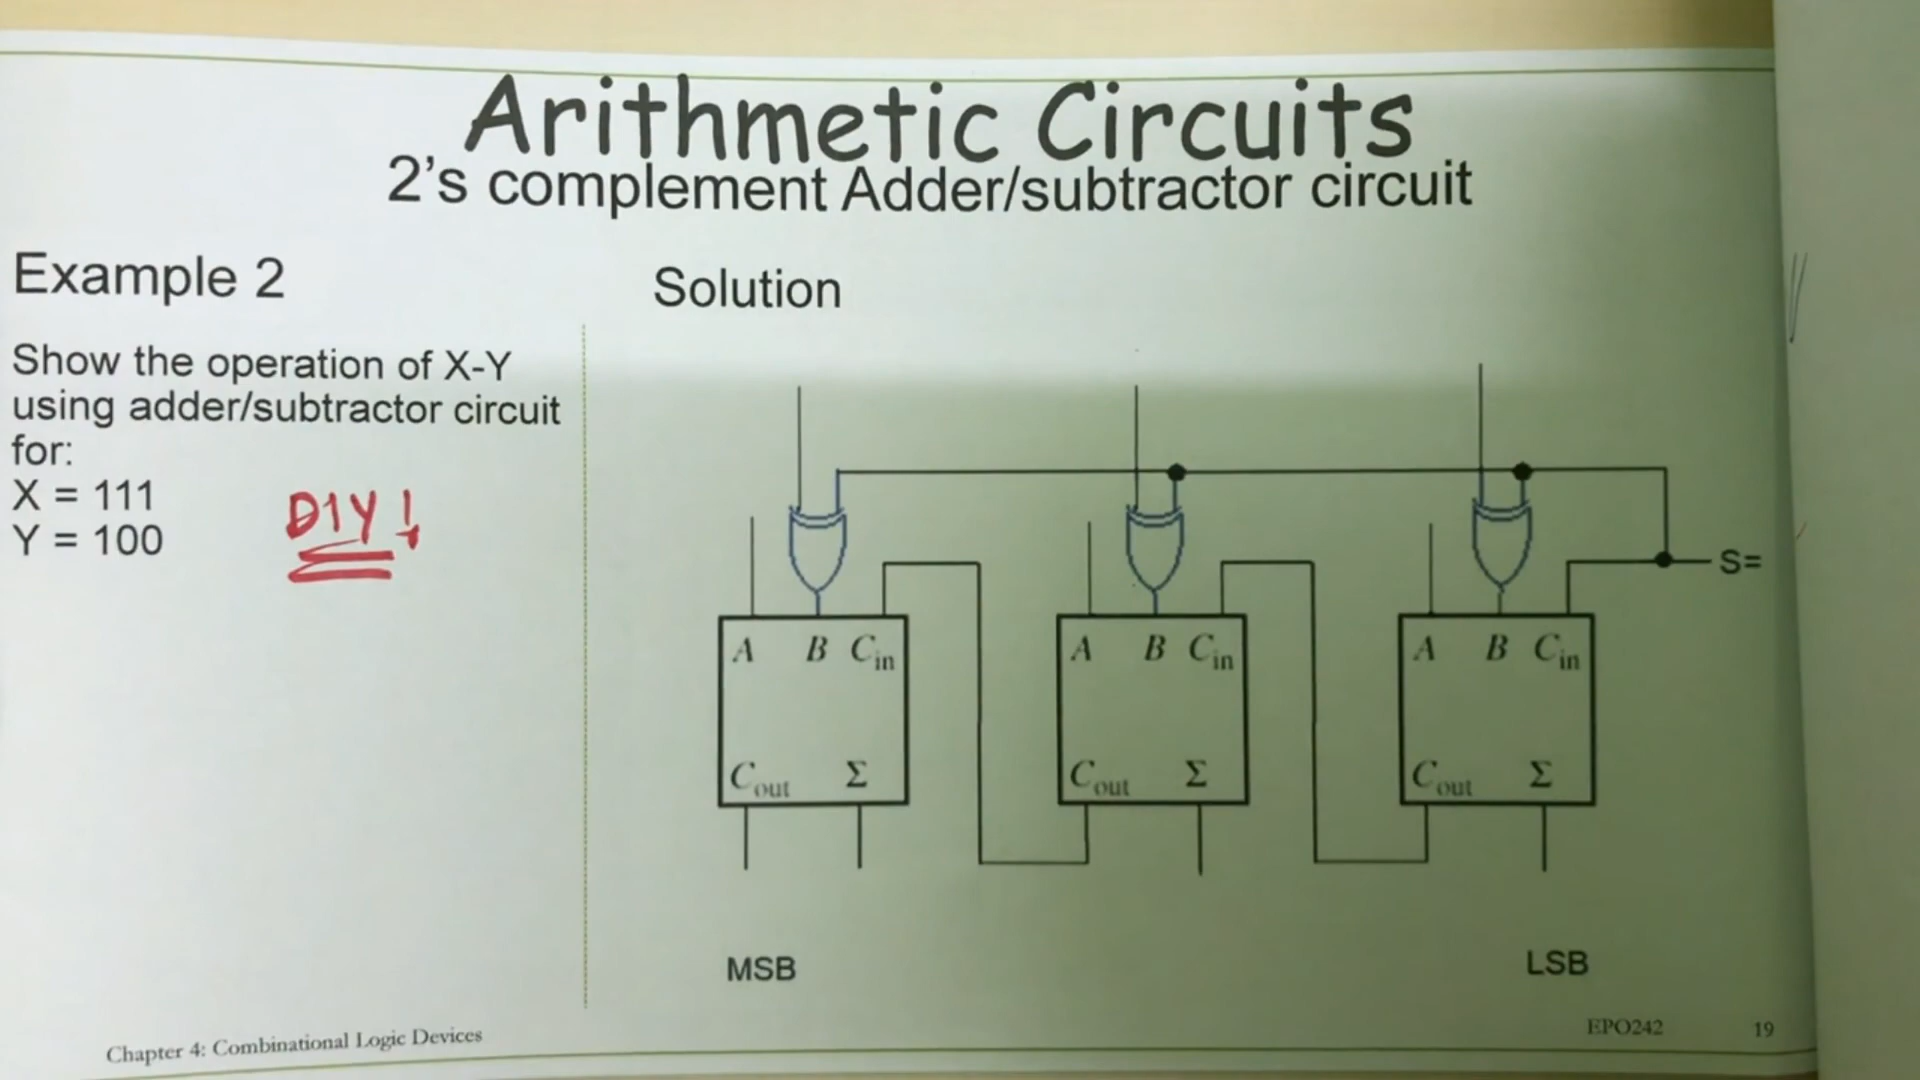 Arithmetic Circuits
2's complement Adder/subtractor circuit
Example 2
Show the operation of X-Y
using adder/subtractor circuit
for:
X = 111
Y = 100
DIY!
Solution
S=
A B Cin
Cout Σ
A B Cin
Cout Σ
A B Cin
Cout Σ
MSB
LSB
Chapter 4: Combinational Logic Devices
EPO242
19